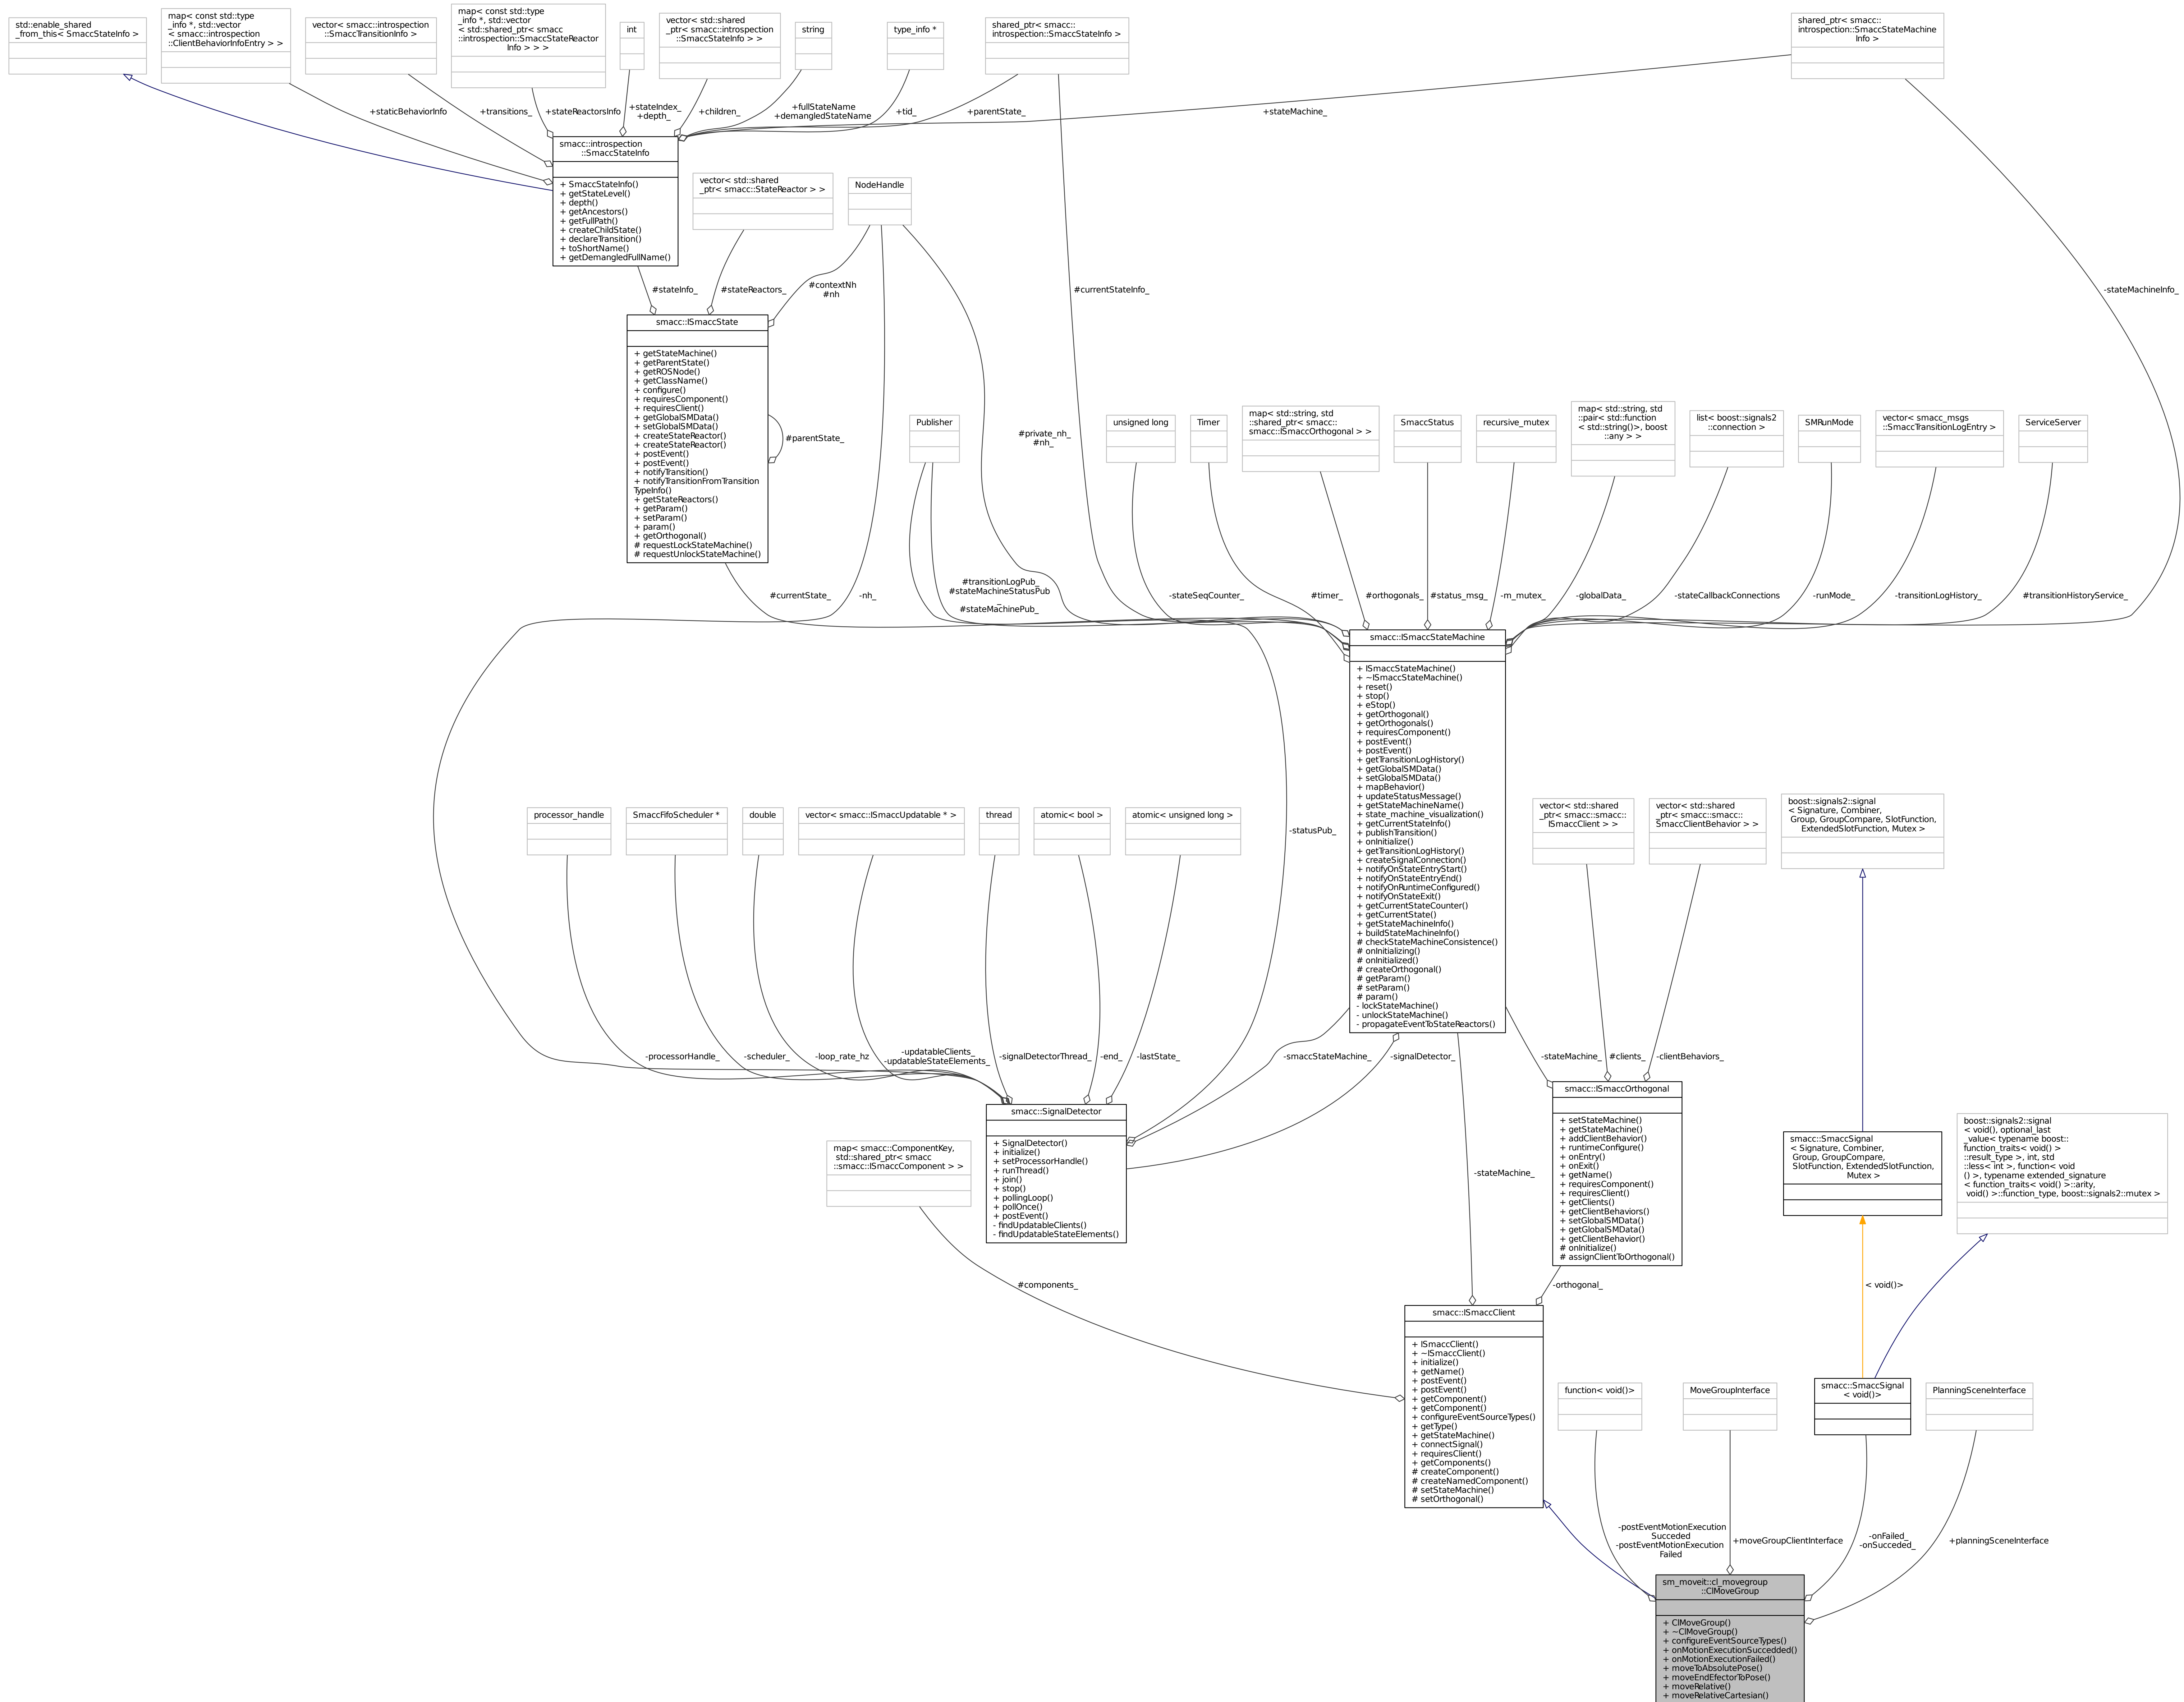 std::enable_shared
_from_this< SmaccStateInfo >
map< const std::type
_info *, std::vector
< smacc::introspection
::ClientBehaviorInfoEntry > >
vector< smacc::introspection
::SmaccTransitionInfo >
map< const std::type
_info *, std::vector
< std::shared_ptr< smacc
::introspection::SmaccStateReactor
Info > > >
int
vector< std::shared
_ptr< smacc::introspection
::SmaccStateInfo > >
string
type_info *
shared_ptr< smacc::
introspection::SmaccStateInfo >
shared_ptr< smacc::
introspection::SmaccStateMachine
Info >
+staticBehaviorInfo
+transitions_
+stateReactorsInfo
+stateIndex_
+depth_
+children_
+fullStateName
+demangledStateName
+tid_
+parentState_
+stateMachine_
smacc::introspection
::SmaccStateInfo
+ SmaccStateInfo()
+ getStateLevel()
+ depth()
+ getAncestors()
+ getFullPath()
+ createChildState()
+ declareTransition()
+ toShortName()
+ getDemangledFullName()
vector< std::shared
_ptr< smacc::StateReactor > >
NodeHandle
#stateInfo_
#stateReactors_
#contextNh
#nh
#currentStateInfo_
-stateMachineInfo_
smacc::ISmaccState
+ getStateMachine()
+ getParentState()
+ getROSNode()
+ getClassName()
+ configure()
+ requiresComponent()
+ requiresClient()
+ getGlobalSMData()
+ setGlobalSMData()
+ createStateReactor()
+ createStateReactor()
+ postEvent()
+ postEvent()
+ notifyTransition()
+ notifyTransitionFromTransition
TypeInfo()
+ getStateReactors()
+ getParam()
+ setParam()
+ param()
+ getOrthogonal()
# requestLockStateMachine()
# requestUnlockStateMachine()
#parentState_
Publisher
#private_nh_
#nh_
unsigned long
Timer
map< std::string, std
::shared_ptr< smacc::
smacc::ISmaccOrthogonal > >
SmaccStatus
recursive_mutex
map< std::string, std
::pair< std::function
< std::string()>, boost
::any > >
list< boost::signals2
::connection >
SMRunMode
vector< smacc_msgs
::SmaccTransitionLogEntry >
ServiceServer
#currentState_
-nh_
#transitionLogPub_
#stateMachineStatusPub
_
#stateMachinePub_
-stateSeqCounter_
#timer_
#orthogonals_
#status_msg_
-m_mutex_
-globalData_
-stateCallbackConnections
-runMode_
-transitionLogHistory_
#transitionHistoryService_
smacc::ISmaccStateMachine
+ ISmaccStateMachine()
+ ~ISmaccStateMachine()
+ reset()
+ stop()
+ eStop()
+ getOrthogonal()
+ getOrthogonals()
+ requiresComponent()
+ postEvent()
+ postEvent()
+ getTransitionLogHistory()
+ getGlobalSMData()
+ setGlobalSMData()
+ mapBehavior()
+ updateStatusMessage()
+ getStateMachineName()
+ state_machine_visualization()
+ getCurrentStateInfo()
+ publishTransition()
+ onInitialize()
+ getTransitionLogHistory()
+ createSignalConnection()
+ notifyOnStateEntryStart()
+ notifyOnStateEntryEnd()
+ notifyOnRuntimeConfigured()
+ notifyOnStateExit()
+ getCurrentStateCounter()
+ getCurrentState()
+ getStateMachineInfo()
+ buildStateMachineInfo()
# checkStateMachineConsistence()
# onInitializing()
# onInitialized()
# createOrthogonal()
# getParam()
# setParam()
# param()
- lockStateMachine()
- unlockStateMachine()
- propagateEventToStateReactors()
processor_handle
SmaccFifoScheduler *
double
vector< smacc::ISmaccUpdatable * >
thread
atomic< bool >
atomic< unsigned long >
-statusPub_
vector< std::shared
_ptr< smacc::smacc::
ISmaccClient > >
vector< std::shared
_ptr< smacc::smacc::
SmaccClientBehavior > >
boost::signals2::signal
< Signature, Combiner,
Group, GroupCompare, SlotFunction,
ExtendedSlotFunction, Mutex >
-processorHandle_
-scheduler_
-loop_rate_hz
-updatableClients_
-updatableStateElements_
-signalDetectorThread_
-end_
-lastState_
-smaccStateMachine_
-signalDetector_
-stateMachine_
#clients_
-clientBehaviors_
smacc::SignalDetector
+ SignalDetector()
+ initialize()
+ setProcessorHandle()
+ runThread()
+ join()
+ stop()
+ pollingLoop()
+ pollOnce()
+ postEvent()
- findUpdatableClients()
- findUpdatableStateElements()
map< smacc::ComponentKey,
std::shared_ptr< smacc
::smacc::ISmaccComponent > >
smacc::ISmaccOrthogonal
+ setStateMachine()
+ getStateMachine()
+ addClientBehavior()
+ runtimeConfigure()
+ onEntry()
+ onExit()
+ getName()
+ requiresComponent()
+ requiresClient()
+ getClients()
+ getClientBehaviors()
+ setGlobalSMData()
+ getGlobalSMData()
+ getClientBehavior()
# onInitialize()
# assignClientToOrthogonal()
smacc::SmaccSignal
< Signature, Combiner,
Group, GroupCompare,
SlotFunction, ExtendedSlotFunction,
Mutex >
boost::signals2::signal
< void(), optional_last
_value< typename boost::
function_traits< void() >
::result_type >, int, std
::less< int >, function< void
() >, typename extended_signature
< function_traits< void() >::arity,
void() >::function_type, boost::signals2::mutex >
-stateMachine_
#components_
-orthogonal_
< void()>
smacc::ISmaccClient
+ ISmaccClient()
+ ~ISmaccClient()
+ initialize()
+ getName()
+ postEvent()
+ postEvent()
+ getComponent()
+ getComponent()
+ configureEventSourceTypes()
+ getType()
+ getStateMachine()
+ connectSignal()
+ requiresClient()
+ getComponents()
# createComponent()
# createNamedComponent()
# setStateMachine()
# setOrthogonal()
function< void()>
MoveGroupInterface
smacc::SmaccSignal
< void()>
PlanningSceneInterface
-postEventMotionExecution
Succeded
-postEventMotionExecution
Failed
+moveGroupClientInterface
-onFailed_
-onSucceded_
+planningSceneInterface
sm_moveit::cl_movegroup
::ClMoveGroup
+ ClMoveGroup()
+ ~ClMoveGroup()
+ configureEventSourceTypes()
+ onMotionExecutionSuccedded()
+ onMotionExecutionFailed()
+ moveToAbsolutePose()
+ moveEndEfectorToPose()
+ moveRelative()
+ moveRelativeCartesian()